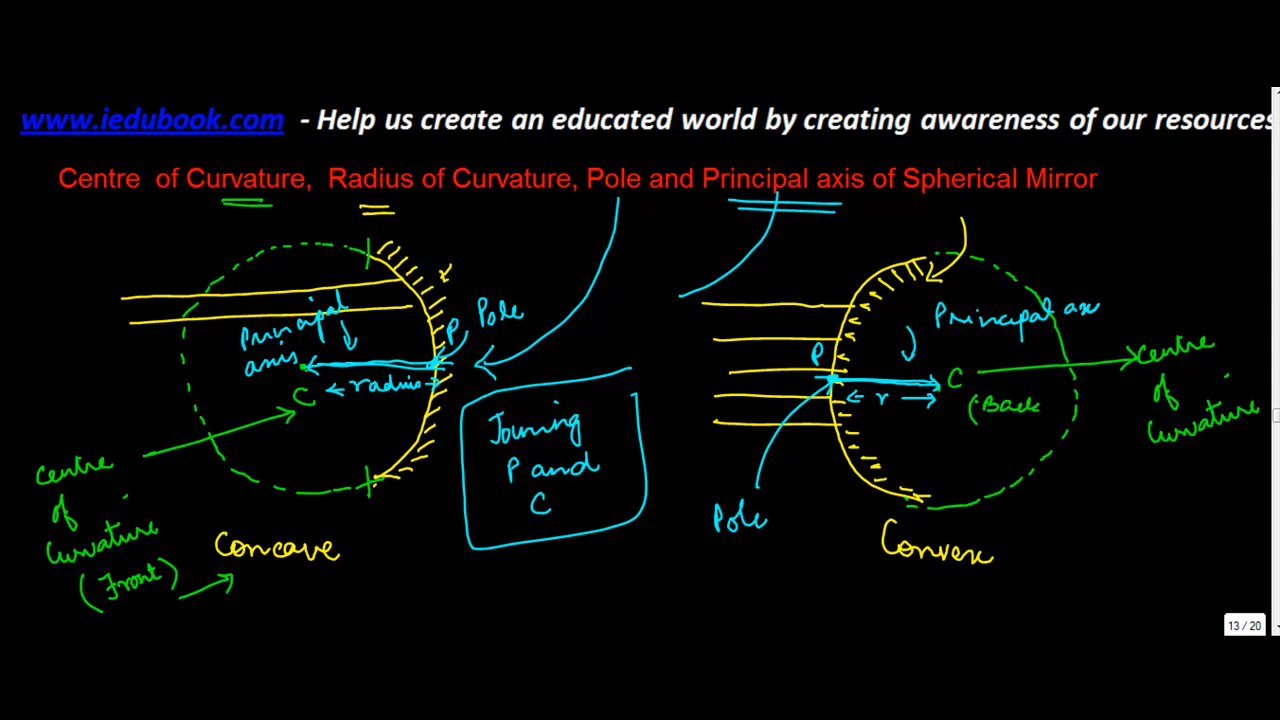 www.iedubook.com - Help us create an educated world by creating awareness of our resources
Centre of Curvature, Radius of Curvature, Pole and Principal axis of Spherical Mirror
Principal
axis
P
Pole
radius
C
Centre
of
Curvature
(Front)
Concave
Joining
P and
C
Principal axis
P
r
C
(Back
Centre
of
Curvature
Pole
Convex
13 / 20